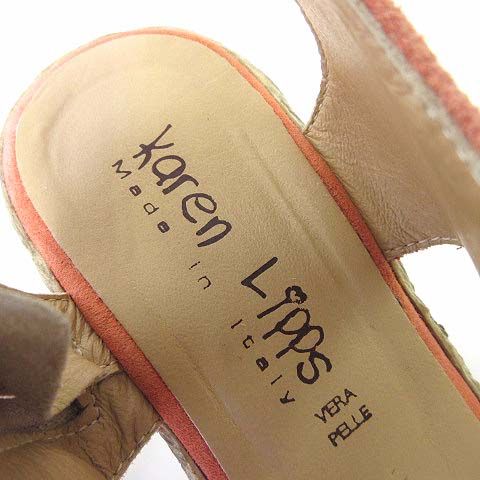 Karen Lipps
Made in Italy
VERA
PELLE